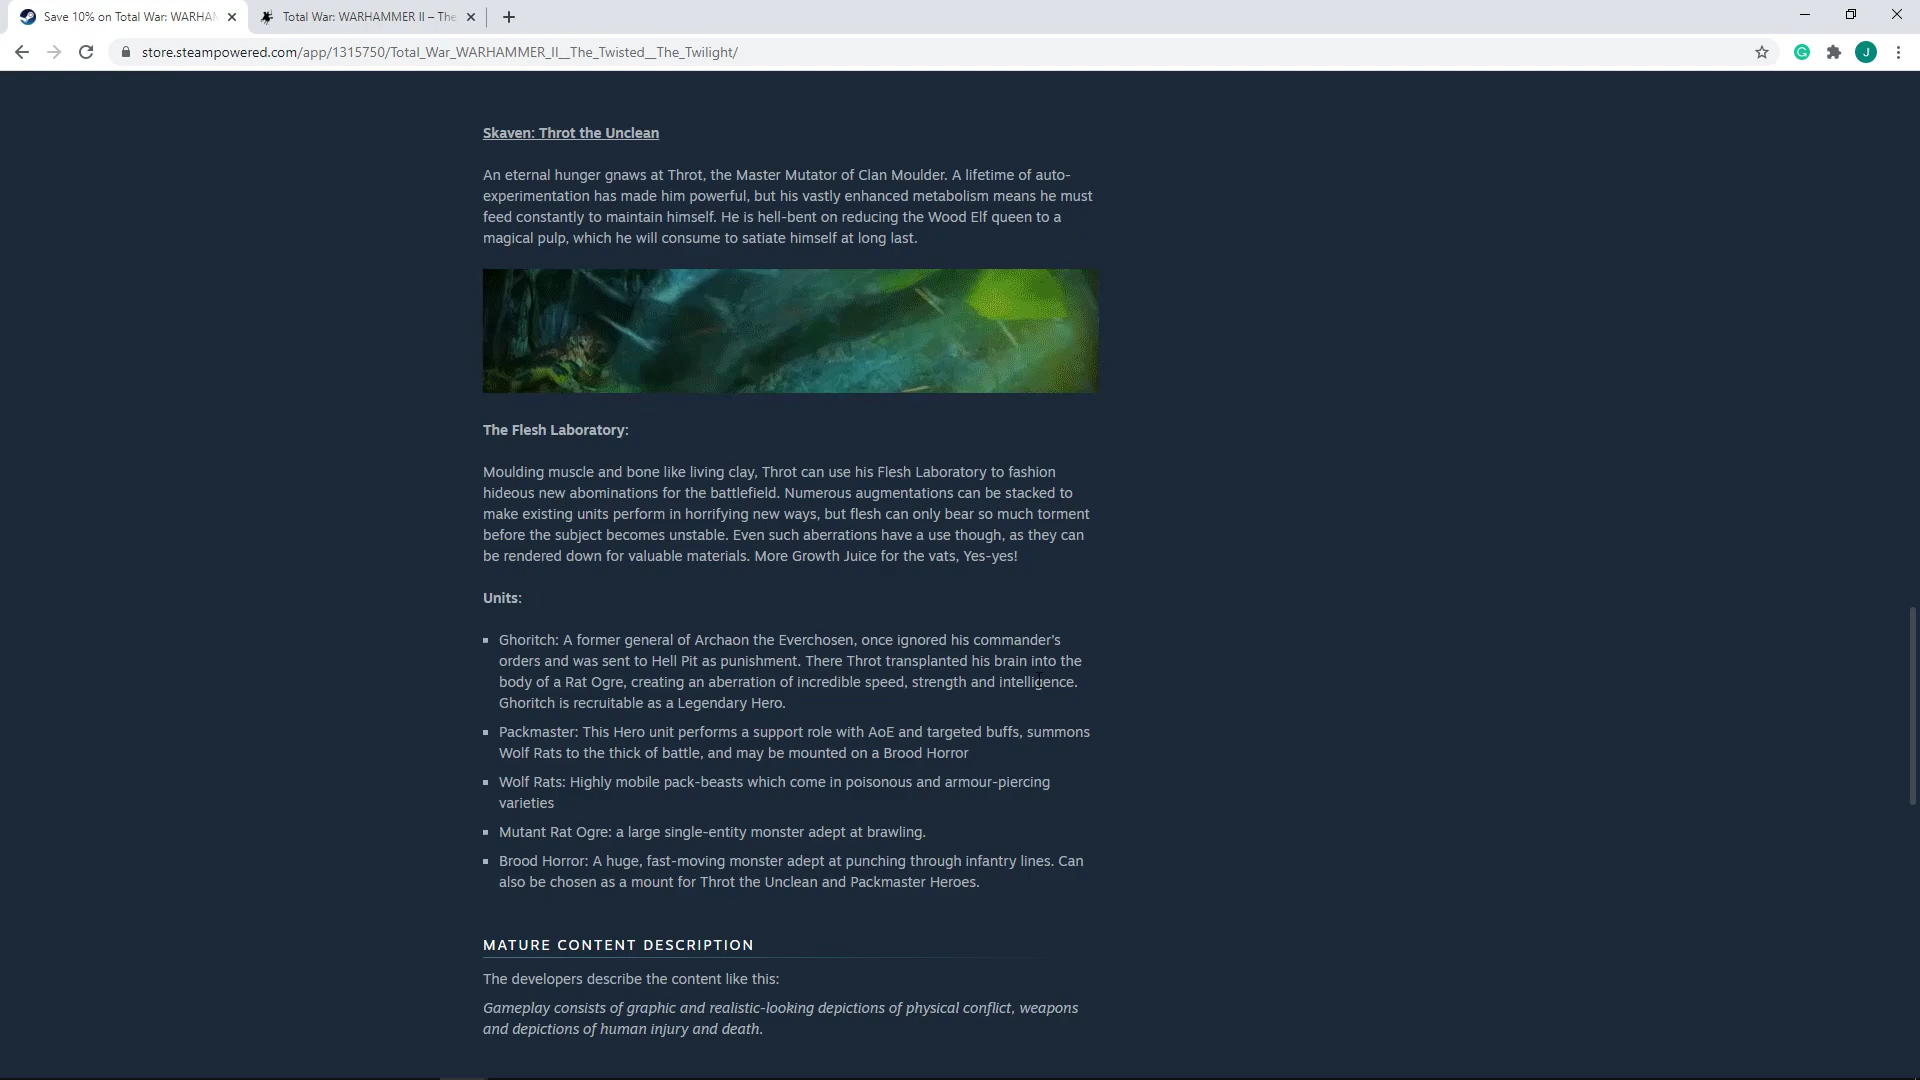 Save 10% on Total War: WARHAM
Total War: WARHAMMER II – The
store.steampowered.com/app/1315750/Total_War_WARHAMMER_II__The_Twisted__The_Twilight/
J
Skaven: Throt the Unclean
An eternal hunger gnaws at Throt, the Master Mutator of Clan Moulder. A lifetime of auto-
experimentation has made him powerful, but his vastly enhanced metabolism means he must
feed constantly to maintain himself. He is hell-bent on reducing the Wood Elf queen to a
magical pulp, which he will consume to satiate himself at long last.
The Flesh Laboratory:
Moulding muscle and bone like living clay, Throt can use his Flesh Laboratory to fashion
hideous new abominations for the battlefield. Numerous augmentations can be stacked to
make existing units perform in horrifying new ways, but flesh can only bear so much torment
before the subject becomes unstable. Even such aberrations have a use though, as they can
be rendered down for valuable materials. More Growth Juice for the vats, Yes-yes!
Units:
Ghoritch: A former general of Archaon the Everchosen, once ignored his commander's
orders and was sent to Hell Pit as punishment. There Throt transplanted his brain into the
body of a Rat Ogre, creating an aberration of incredible speed, strength and intelligence.
Ghoritch is recruitable as a Legendary Hero.
Packmaster: This Hero unit performs a support role with AoE and targeted buffs, summons
Wolf Rats to the thick of battle, and may be mounted on a Brood Horror
Wolf Rats: Highly mobile pack-beasts which come in poisonous and armour-piercing
varieties
Mutant Rat Ogre: a large single-entity monster adept at brawling.
Brood Horror: A huge, fast-moving monster adept at punching through infantry lines. Can
also be chosen as a mount for Throt the Unclean and Packmaster Heroes.
MATURE CONTENT DESCRIPTION
The developers describe the content like this:
Gameplay consists of graphic and realistic-looking depictions of physical conflict, weapons
and depictions of human injury and death.